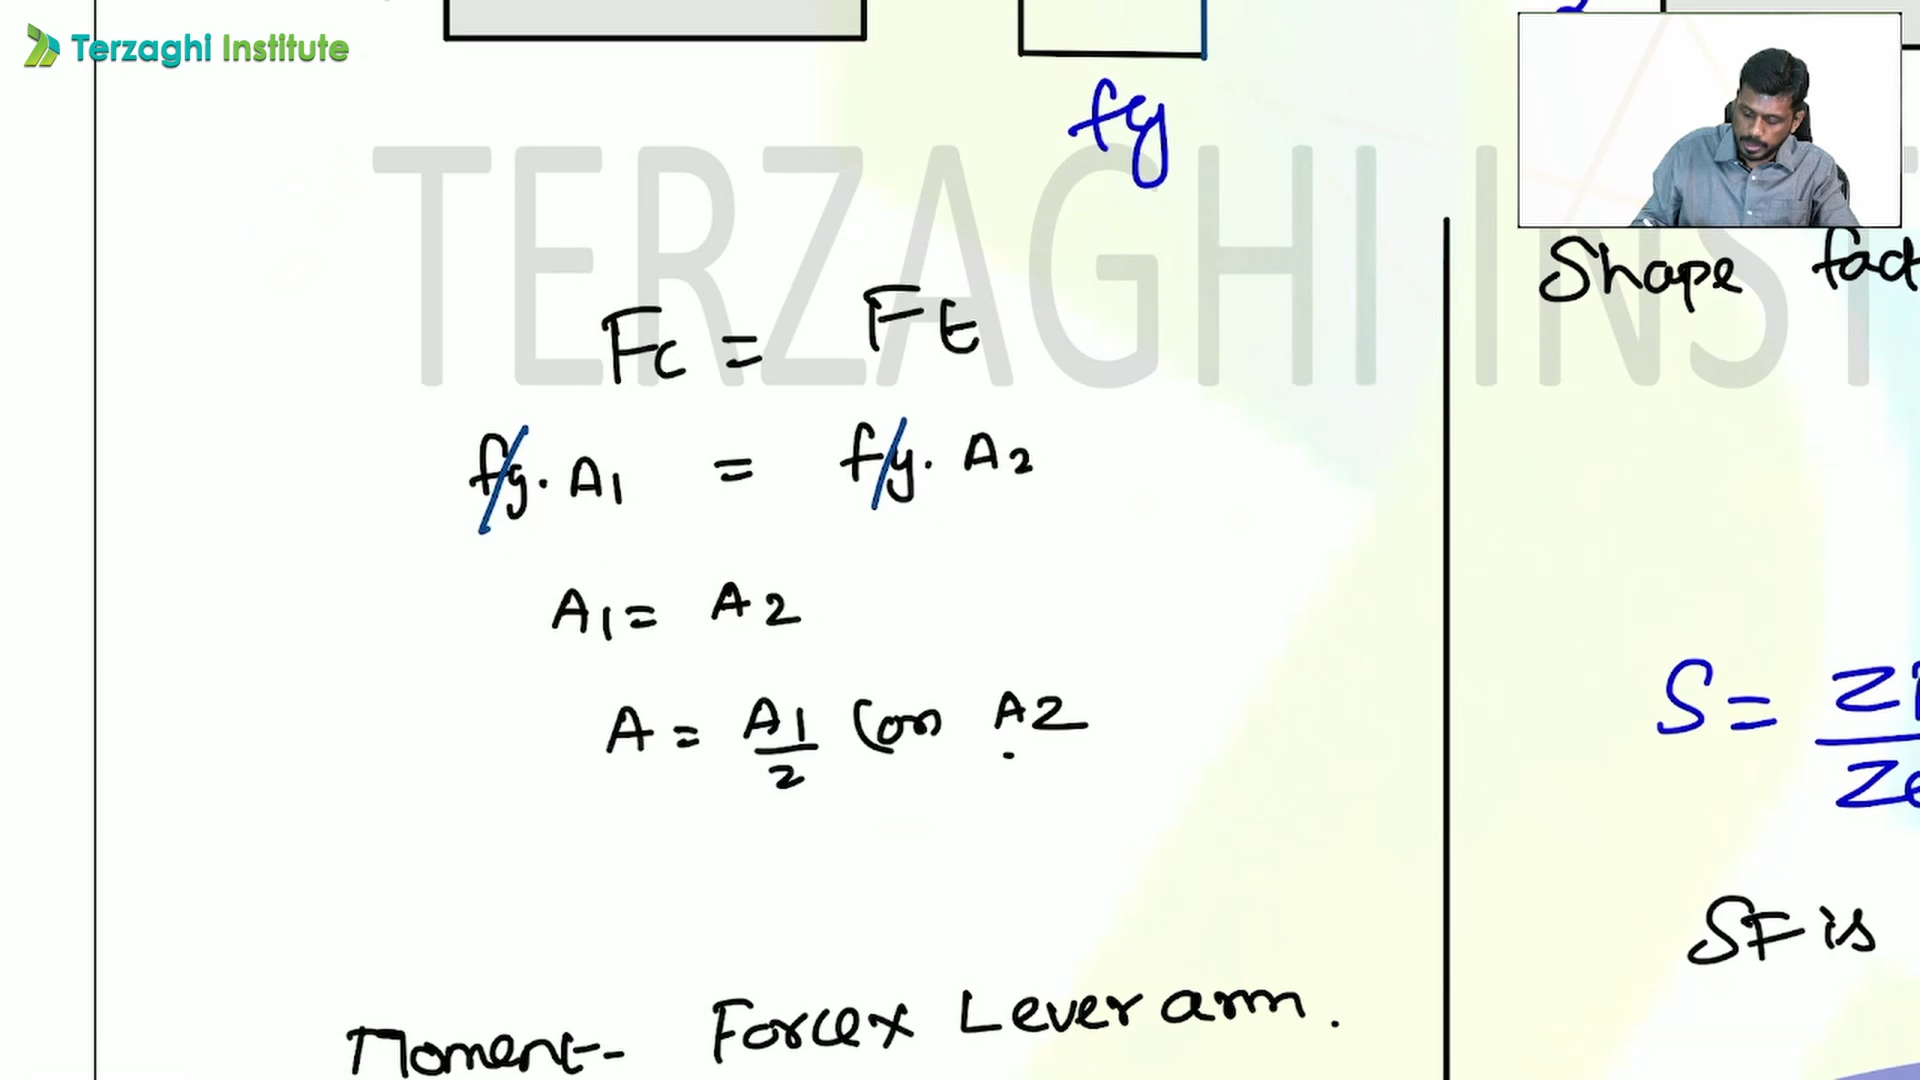 Terzaghi Institute
fy
TERZAGHI INST
Shape fact
Fc = Ft
fy. A1 = fy. A2
A1 = A2
A = A1/2 (or A2
S = Z
Ze
SF is
Moment - Force x Lever arm.